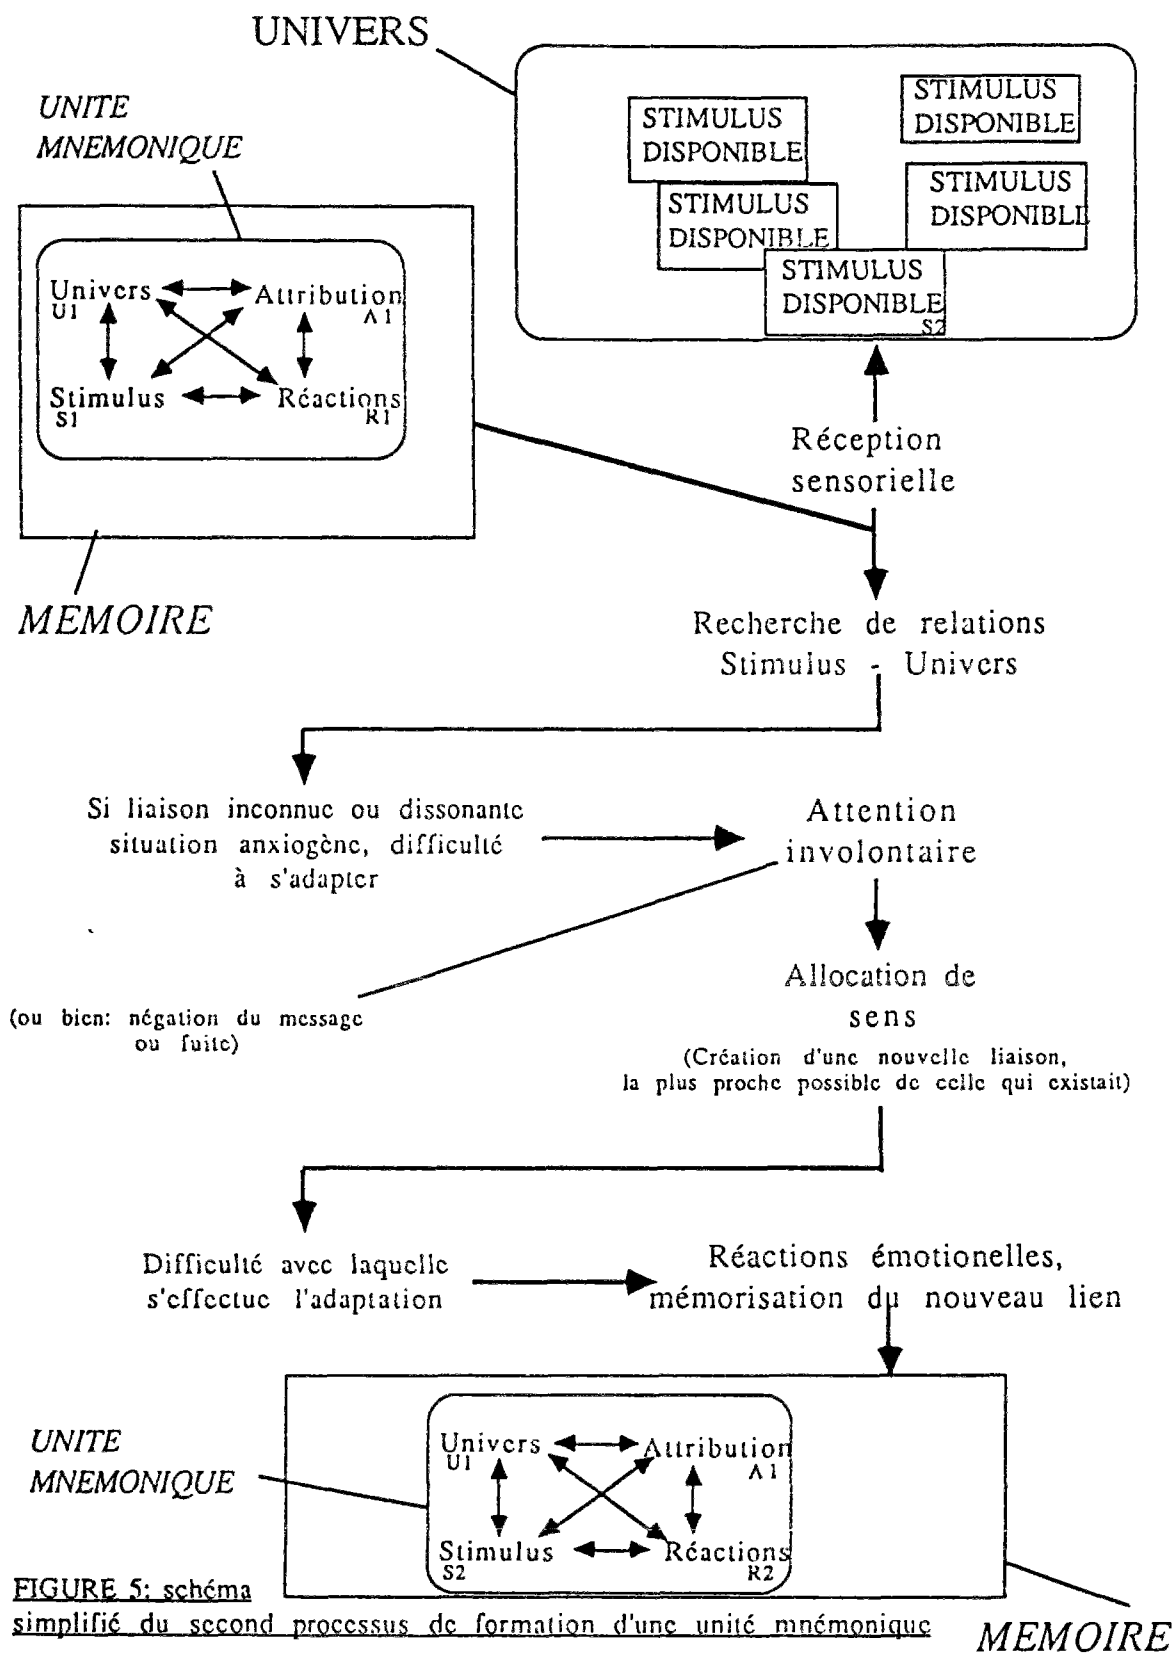 UNIVERS
UNITE
MNEMONIQUE
STIMULUS
DISPONIBLE
STIMULUS
DISPONIBLE
STIMULUS
DISPONIBLE
STIMULUS
DISPONIBLE
STIMULUS
DISPONIBLE
S2
Univers
U1
Attribution
A1
Stimulus
S1
Réactions
R1
MEMOIRE
Réception
sensorielle
Recherche de relations
Stimulus - Univers
Si liaison inconnue ou dissonante
situation anxiogène, difficulté
à s'adapter
Attention
involontaire
(ou bien: négation du message
ou fuite)
Allocation de
sens
(Création d'une nouvelle liaison,
la plus proche possible de celle qui existait)
Difficulté avec laquelle
s'effectue l'adaptation
Réactions émotionelles,
mémorisation du nouveau lien
UNITE
MNEMONIQUE
Univers
U1
Attribution
A1
Stimulus
S2
Réactions
R2
FIGURE 5: schéma
simplifié du second processus de formation d'une unité mnémonique
MEMOIRE